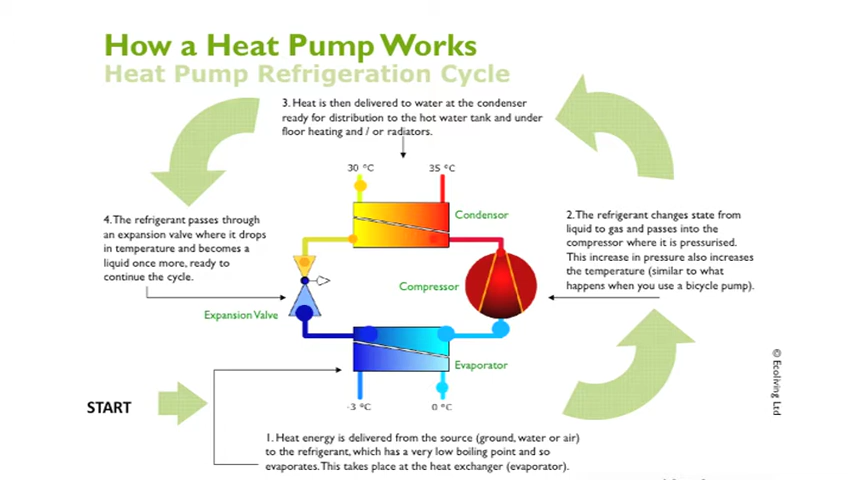 How a Heat Pump Works
Heat Pump Refrigeration Cycle
3. Heat is then delivered to water at the condenser
ready for distribution to the hot water tank and under
floor heating and / or radiators.
30 °C
35 °C
Condensor
4. The refrigerant passes through
an expansion valve where it drops
in temperature and becomes a
liquid once more, ready to
continue the cycle.
2. The refrigerant changes state from
liquid to gas and passes into the
compressor where it is pressurised.
This increase in pressure also increases
the temperature (similar to what
happens when you use a bicycle pump).
Compressor
Expansion Valve
Evaporator
-3 °C
0 °C
START
1. Heat energy is delivered from the source (ground, water or air)
to the refrigerant, which has a very low boiling point and so
evaporates. This takes place at the heat exchanger (evaporator).
© Ecoliving Ltd